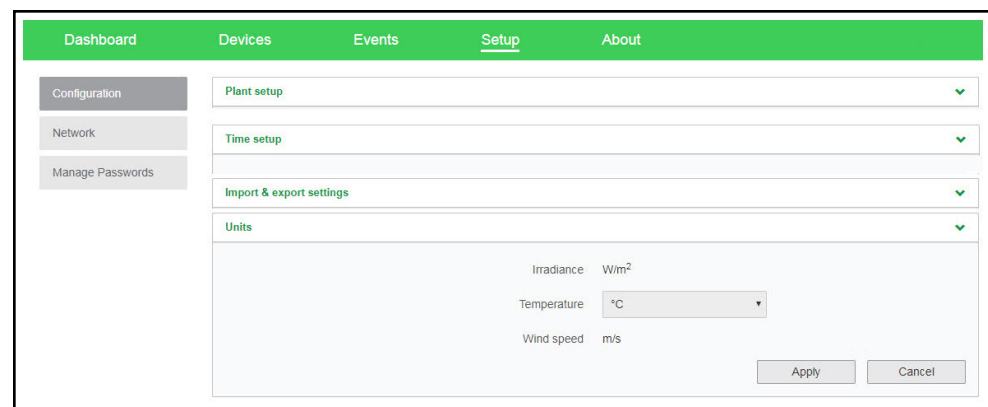 Dashboard Devices Events Setup About
Configuration
Network
Manage Passwords
Plant setup
Time setup
Import & export settings
Units
Irradiance W/m²
Temperature °C
Wind speed m/s
Apply Cancel